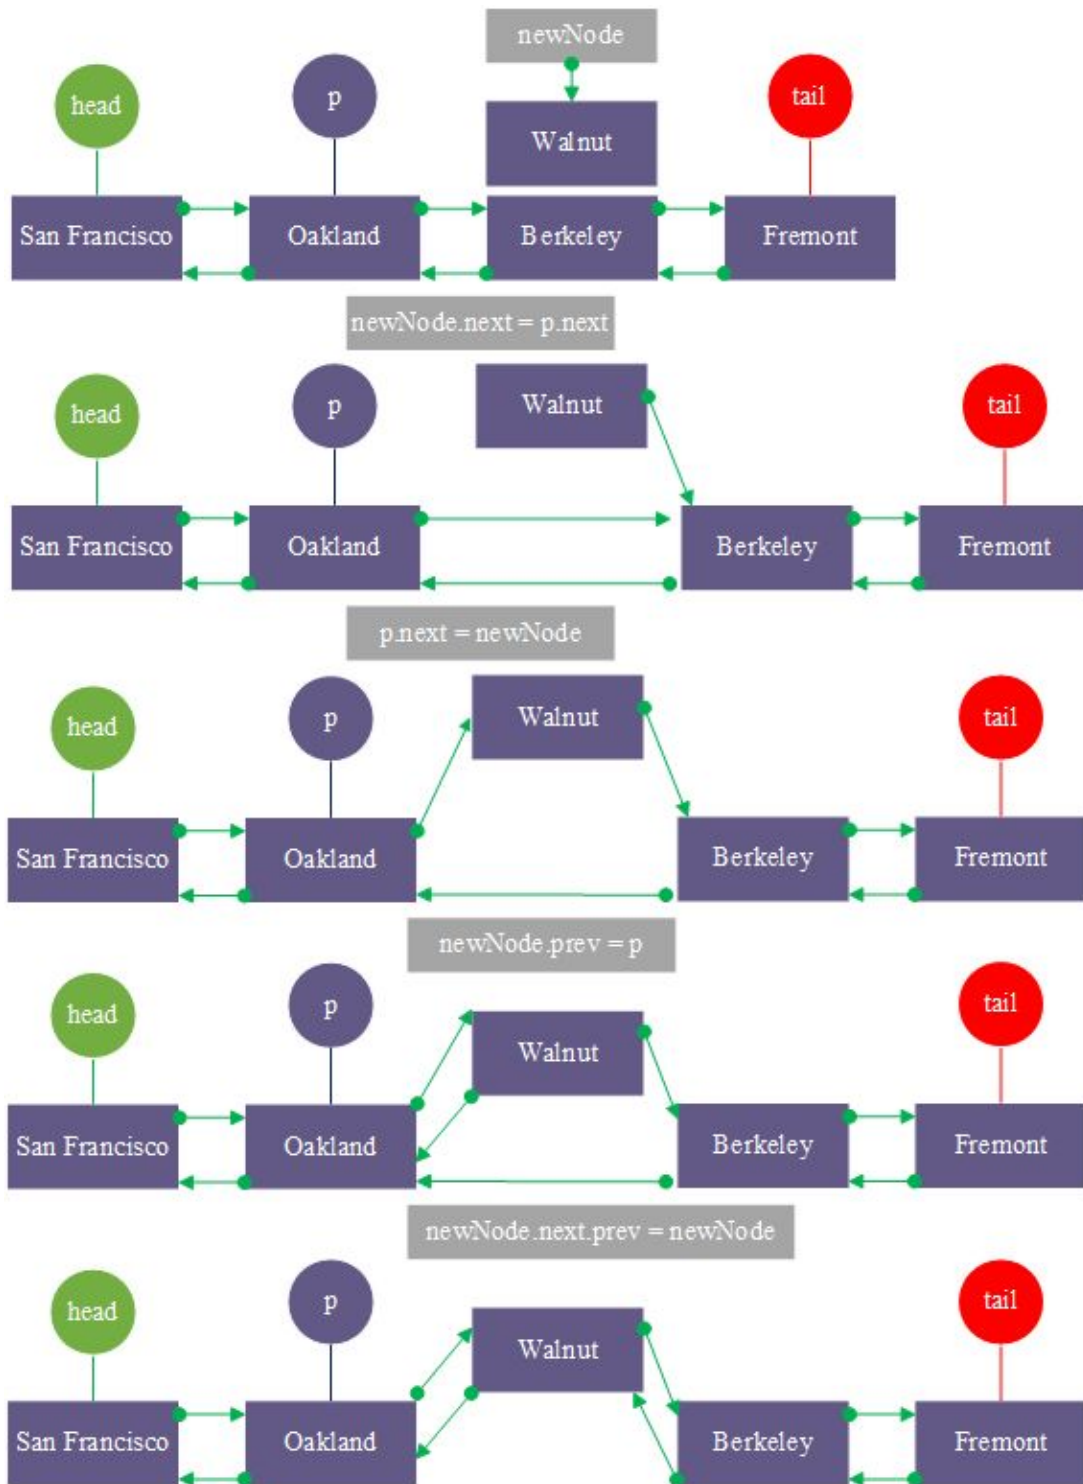 newNode
head
p
tail
Walnut
San Francisco
Oakland
Berkeley
Fremont
newNode.next = p.next
head
p
Walnut
tail
San Francisco
Oakland
Berkeley
Fremont
p.next = newNode
head
p
Walnut
tail
San Francisco
Oakland
Berkeley
Fremont
newNode.prev = p
head
p
Walnut
tail
San Francisco
Oakland
Berkeley
Fremont
newNode.next.prev = newNode
head
p
Walnut
tail
San Francisco
Oakland
Berkeley
Fremont